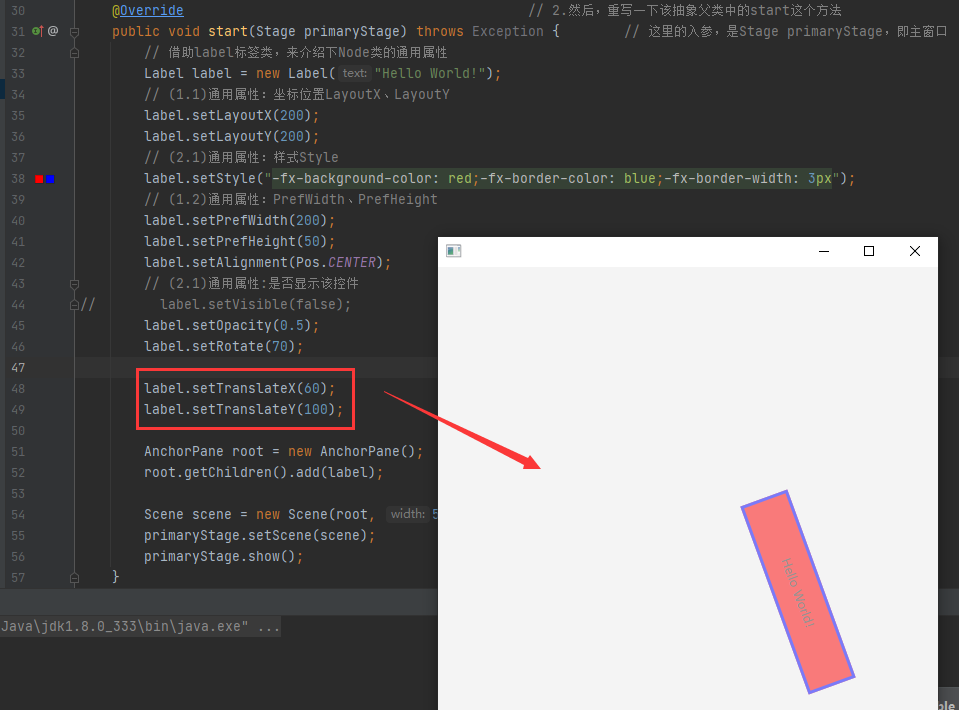 30 @Override // 2.然后，重写一下该抽象父类中的start这个方法
31 @ public void start(Stage primaryStage) throws Exception { // 这里的入参，是Stage primaryStage，即主窗口
32 // 借助label标签类，来介绍下Node类的通用属性
33 Label label = new Label( text: "Hello World!");
34 // (1.1)通用属性：坐标位置LayoutX、LayoutY
35 label.setLayoutX(200);
36 label.setLayoutY(200);
37 // (2.1)通用属性：样式Style
38 label.setStyle("-fx-background-color: red;-fx-border-color: blue;-fx-border-width: 3px");
39 // (1.2)通用属性：PrefWidth、PrefHeight
40 label.setPrefWidth(200);
41 label.setPrefHeight(50);
42 label.setAlignment(Pos.CENTER);
43 // (2.1)通用属性:是否显示该控件
44 // label.setVisible(false);
45 label.setOpacity(0.5);
46 label.setRotate(70);
47
48 label.setTranslateX(60);
49 label.setTranslateY(100);
50
51 AnchorPane root = new AnchorPane();
52 root.getChildren().add(label);
53
54 Scene scene = new Scene(root, width: 5
55 primaryStage.setScene(scene);
56 primaryStage.show();
57 }
Java\jdk1.8.0_333\bin\java.exe" ...
Hello World!